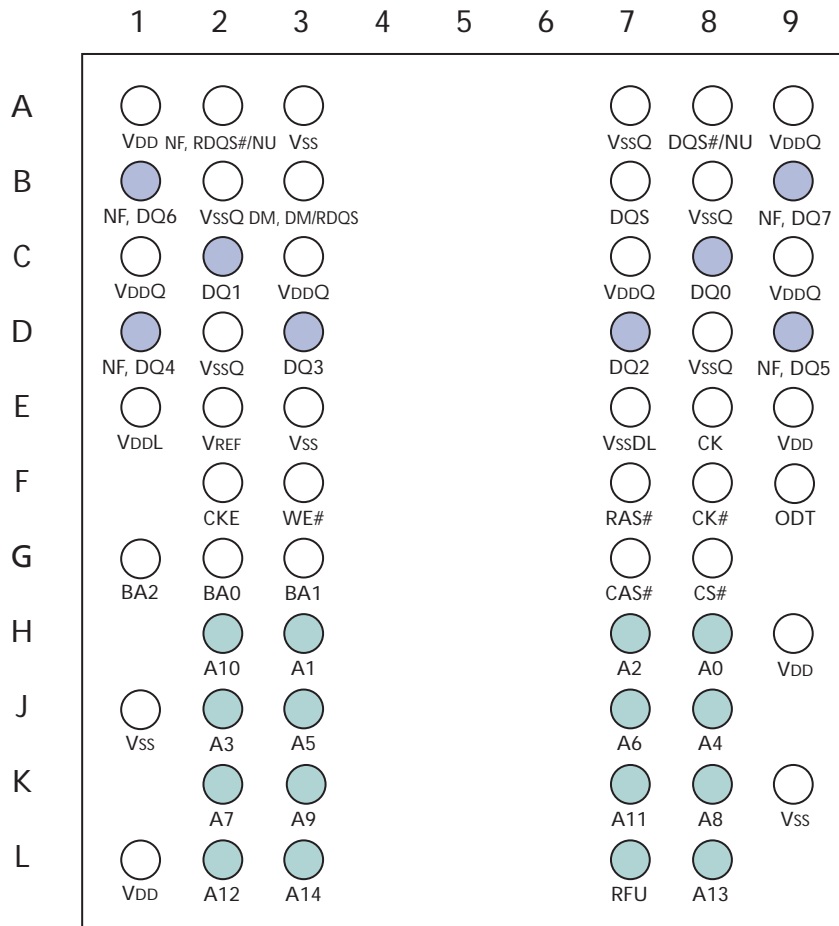 1 2 3 4 5 6 7 8 9
A
VDD NF, RDQS#/NU VSS VSSQ DQS#/NU VDDQ
B
NF, DQ6 VSSQ DM, DM/RDQS DQS VSSQ NF, DQ7
C
VDDQ DQ1 VDDQ VDDQ DQ0 VDDQ
D
NF, DQ4 VSSQ DQ3 DQ2 VSSQ NF, DQ5
E
VDDL VREF VSS VSSDL CK VDD
F
CKE WE# RAS# CK# ODT
G
BA2 BA0 BA1 CAS# CS#
H
A10 A1 A2 A0 VDD
J
VSS A3 A5 A6 A4
K
A7 A9 A11 A8 VSS
L
VDD A12 A14 RFU A13